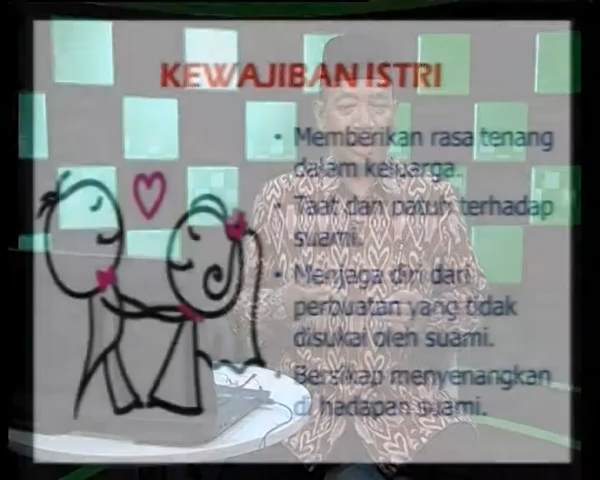 KEWAJIBAN ISTRI
• Memberikan rasa tenang
dalam keluarga.
• Taat dan patuh terhadap
suami.
• Menjaga diri dari
perbuatan yang tidak
disukai oleh suami.
• Bersikap menyenangkan
di hadapan suami.